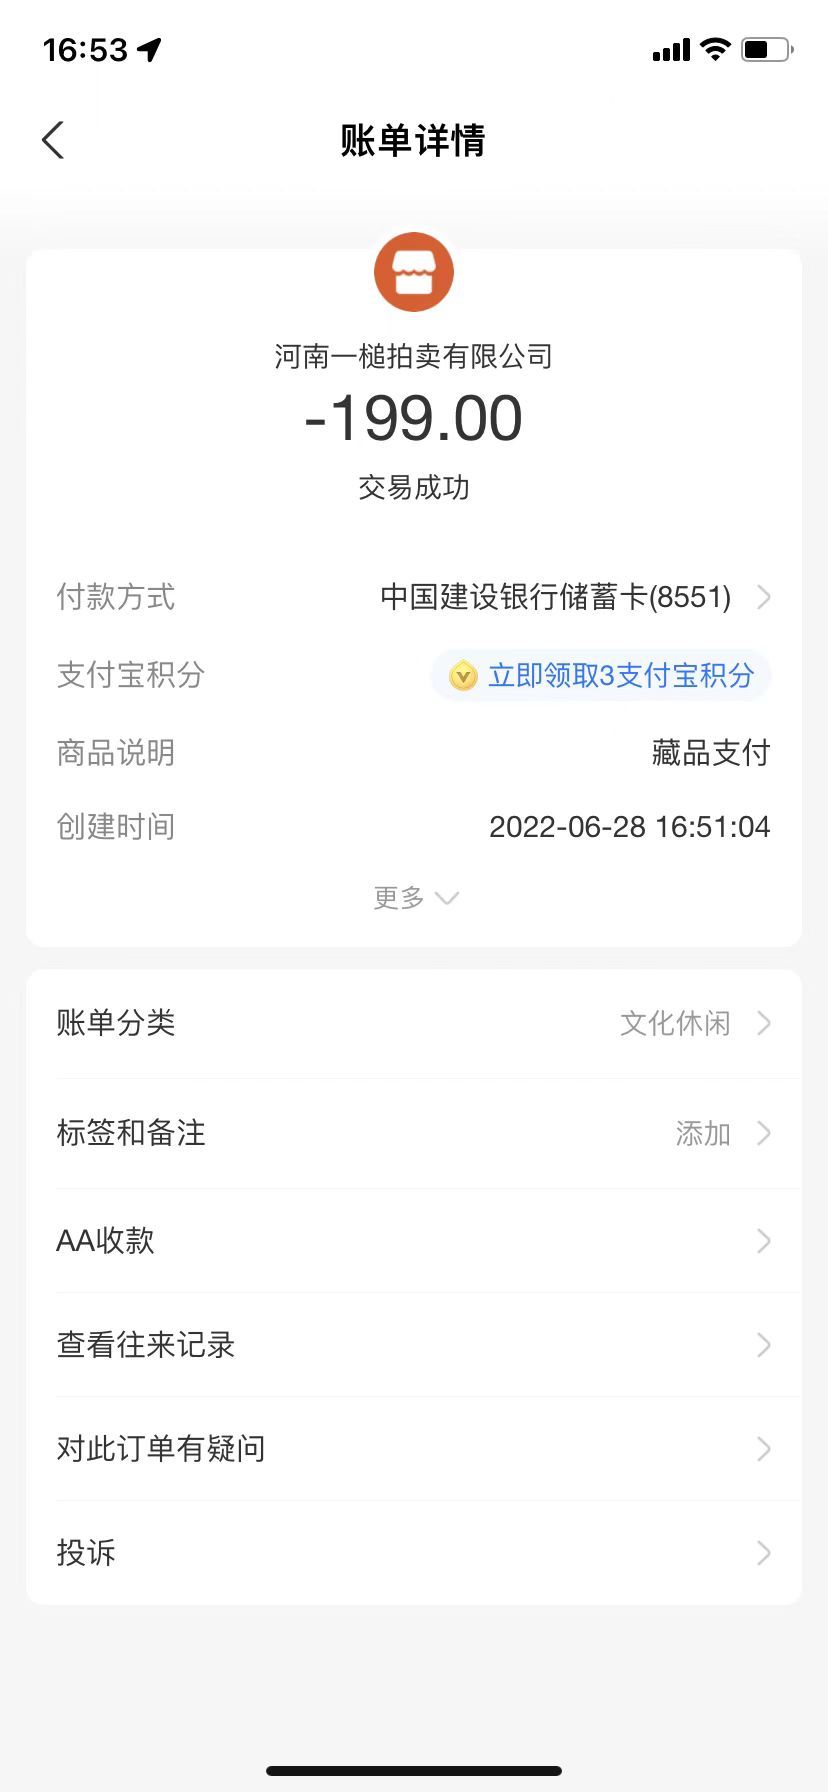 16:53
账单详情
河南一槌拍卖有限公司
-199.00
交易成功
付款方式 中国建设银行储蓄卡(8551)
支付宝积分 立即领取3支付宝积分
商品说明 藏品支付
创建时间 2022-06-28 16:51:04
更多
账单分类 文化休闲
标签和备注 添加
AA收款
查看往来记录
对此订单有疑问
投诉